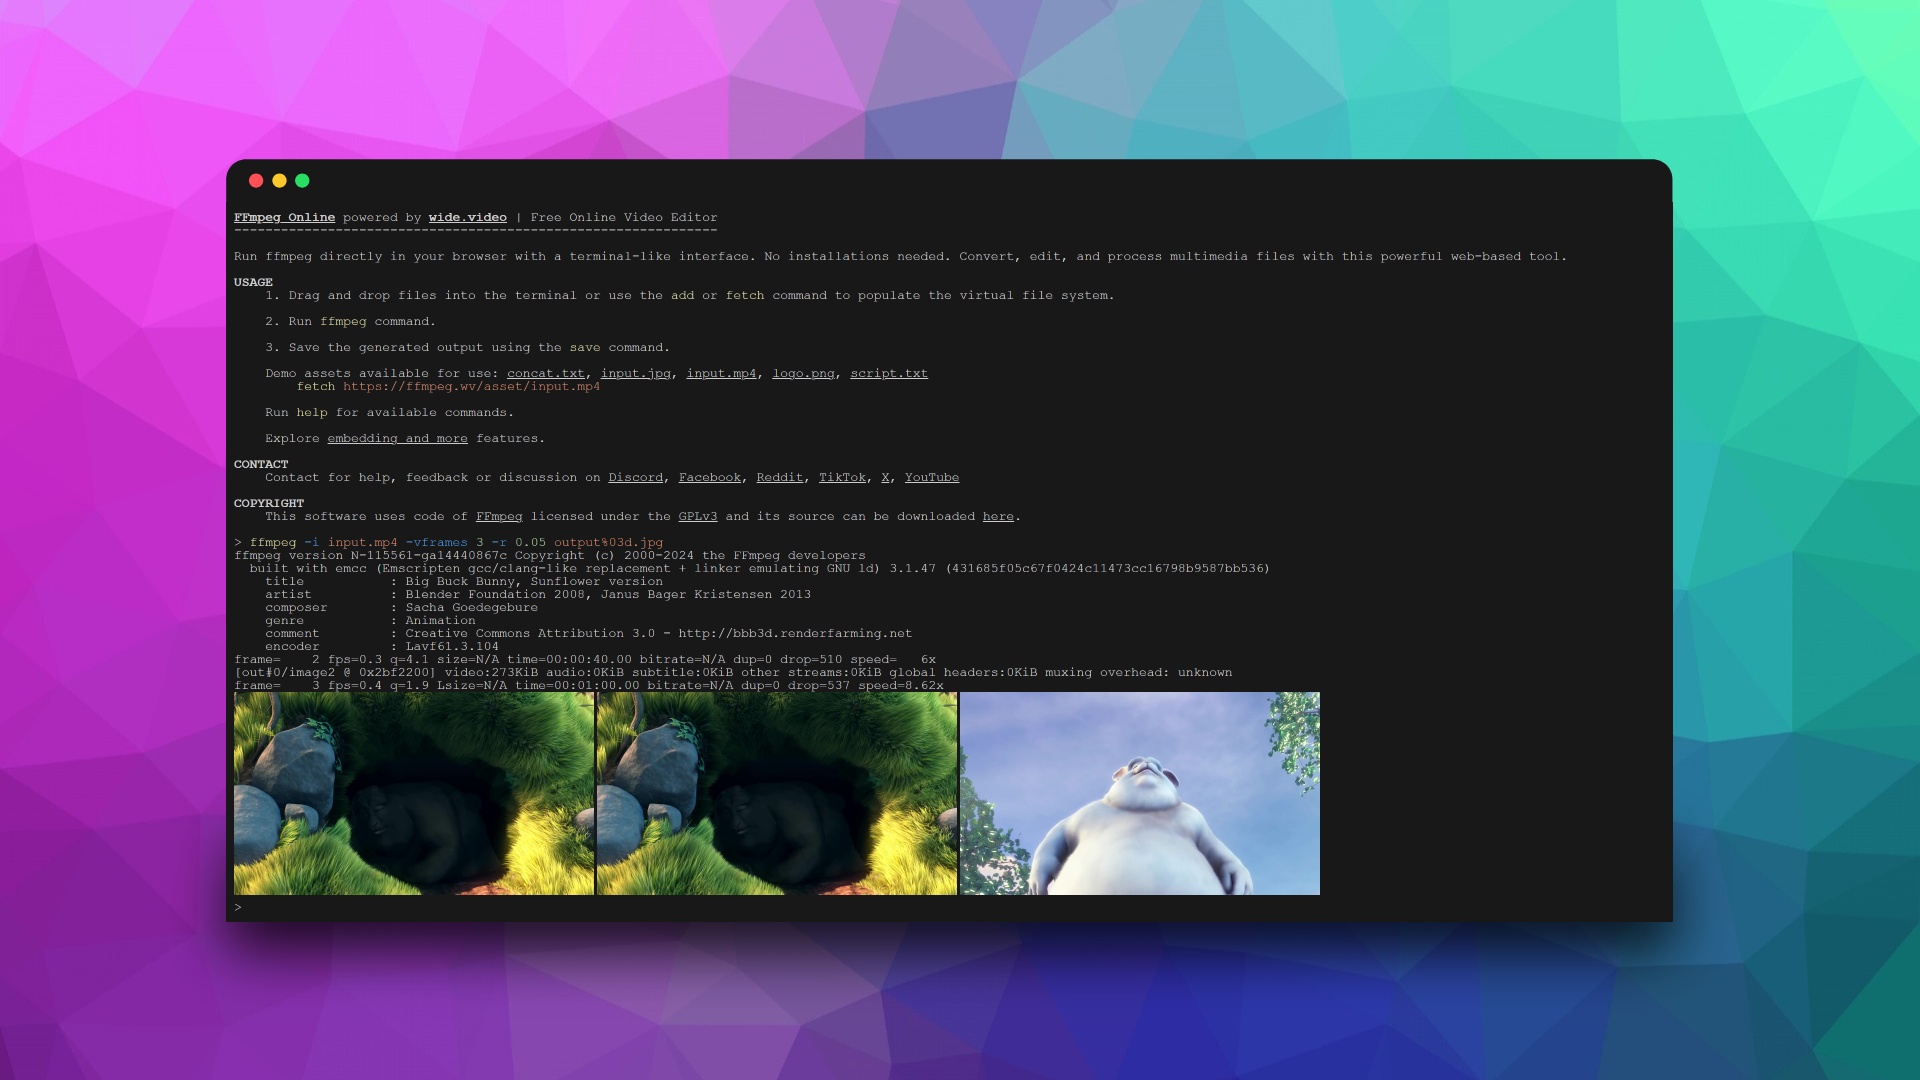 FFmpeg Online powered by wide.video | Free Online Video Editor
--------------------------------------------------------------
Run ffmpeg directly in your browser with a terminal-like interface. No installations needed. Convert, edit, and process multimedia files with this powerful web-based tool.
USAGE
1. Drag and drop files into the terminal or use the add or fetch command to populate the virtual file system.
2. Run ffmpeg command.
3. Save the generated output using the save command.
Demo assets available for use: concat.txt, input.jpg, input.mp4, logo.png, script.txt
fetch https://ffmpeg.wv/asset/input.mp4
Run help for available commands.
Explore embedding and more features.
CONTACT
Contact for help, feedback or discussion on Discord, Facebook, Reddit, TikTok, X, YouTube
COPYRIGHT
This software uses code of FFmpeg licensed under the GPLv3 and its source can be downloaded here.
> ffmpeg -i input.mp4 -vframes 3 -r 0.05 output%03d.jpg
ffmpeg version N-115561-ga14440867c Copyright (c) 2000-2024 the FFmpeg developers
built with emcc (Emscripten gcc/clang-like replacement + linker emulating GNU ld) 3.1.47 (431685f05c67f0424c11473cc16798b9587bb536)
title : Big Buck Bunny, Sunflower version
artist : Blender Foundation 2008, Janus Bager Kristensen 2013
composer : Sacha Goedegebure
genre : Animation
comment : Creative Commons Attribution 3.0 - http://bbb3d.renderfarming.net
encoder : Lavf61.3.104
frame= 2 fps=0.3 q=4.1 size=N/A time=00:00:40.00 bitrate=N/A dup=0 drop=510 speed= 6x
[out#0/image2 @ 0x2bf2200] video:273KiB audio:0KiB subtitle:0KiB other streams:0KiB global headers:0KiB muxing overhead: unknown
frame= 3 fps=0.4 q=1.9 Lsize=N/A time=00:01:00.00 bitrate=N/A dup=0 drop=537 speed=8.62x
>